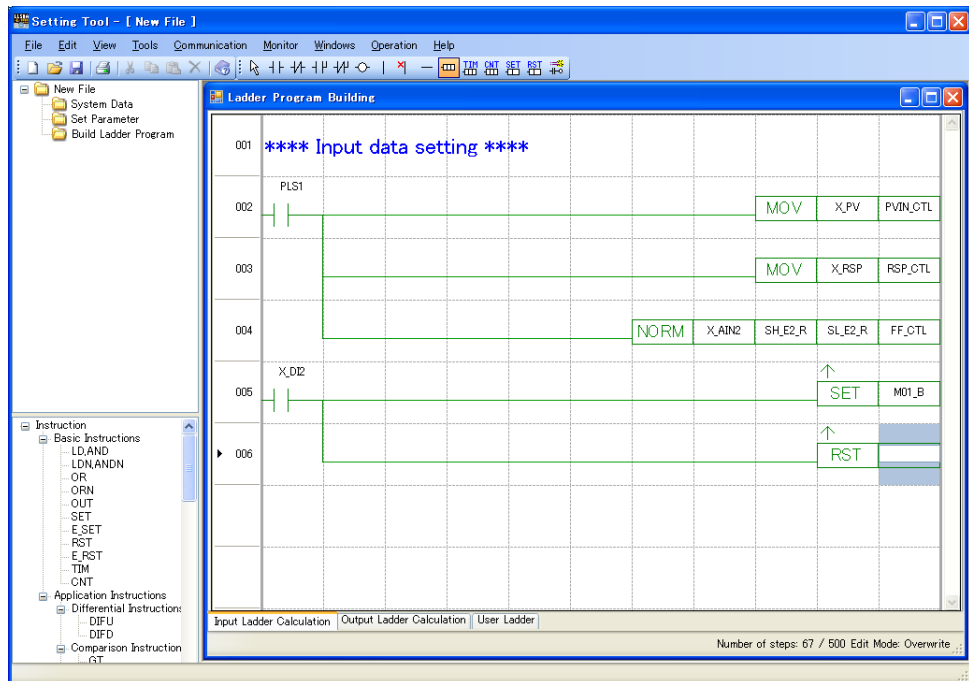 Setting Tool - [ New File ]
File Edit View Tools Communication Monitor Windows Operation Help
TIM CNT SET RST
New File
System Data
Set Parameter
Build Ladder Program
Instruction
Basic Instructions
LD,AND
LDN,ANDN
OR
ORN
OUT
SET
E_SET
RST
E_RST
TIM
CNT
Application Instructions
Differential Instructions
DIFU
DIFD
Comparison Instruction
GT
Ladder Program Building
001 **** Input data setting ****
PLS1
002 MOV X_PV PVIN_CTL
003 MOV X_RSP RSP_CTL
004 NORM X_AIN2 SH_E2_R SL_E2_R FF_CTL
X_DI2
005 SET M01_B
006 RST
Input Ladder Calculation Output Ladder Calculation User Ladder
Number of steps: 67 / 500 Edit Mode: Overwrite